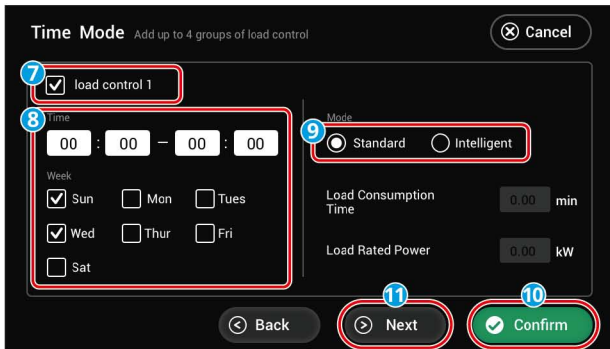 Time Mode Add up to 4 groups of load control
Cancel
7
load control 1
8
Time
00 : 00 – 00 : 00
Week
Sun Mon Tues
Wed Thur Fri
Sat
9
Mode
Standard Intelligent
Load Consumption
Time
0.00 min
Load Rated Power 0.00 kW
11
10
Back Next Confirm